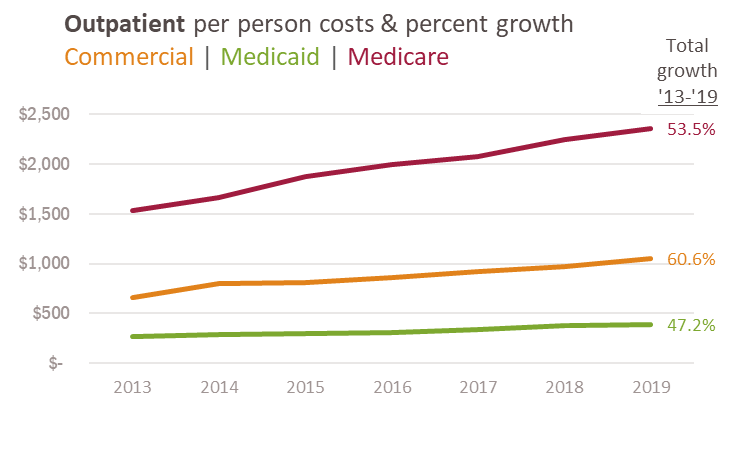 Outpatient per person costs & percent growth
Commercial | Medicaid | Medicare
Total
growth
'13-'19
$2,500
53.5%
$2,000
$1,500
$1,000
60.6%
$500
47.2%
$-
2013 2014 2015 2016 2017 2018 2019